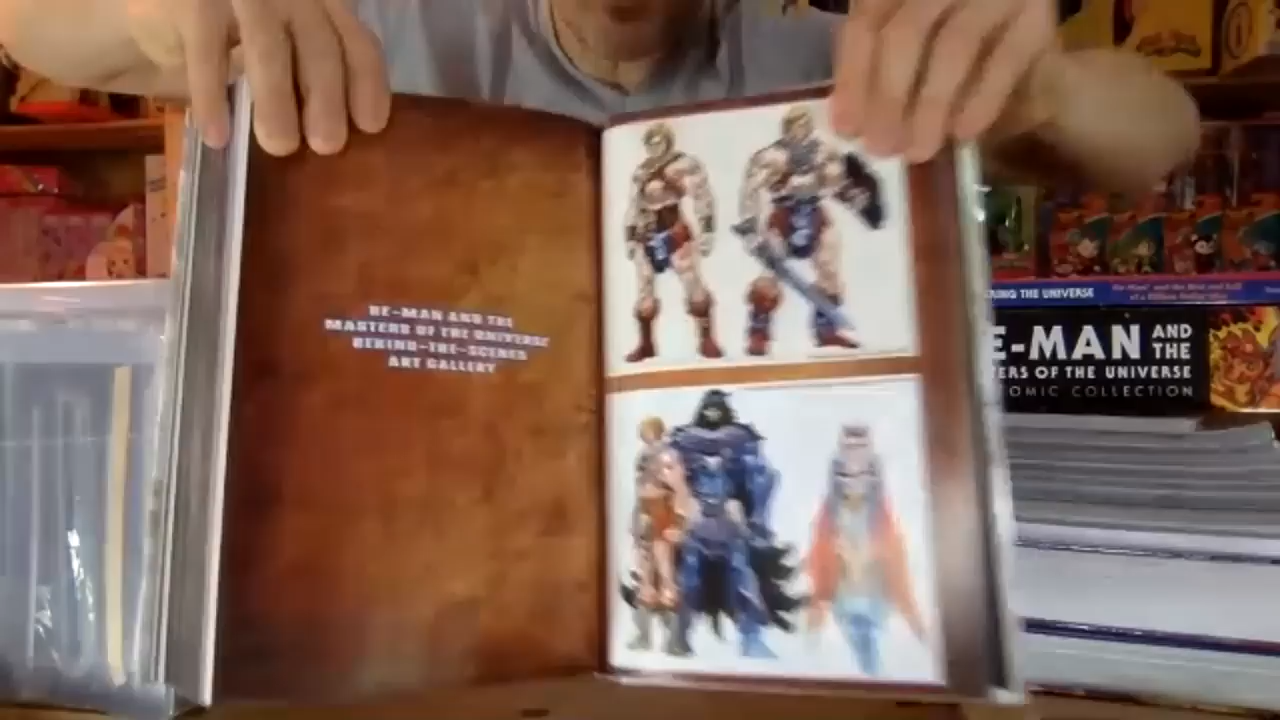 HE-MAN AND THE
MASTERS OF THE UNIVERSE
BEHIND-THE-SCENES
ART GALLERY
RING THE UNIVERSE
E-MAN AND
THE
ERS OF THE UNIVERSE
OMIC COLLECTION